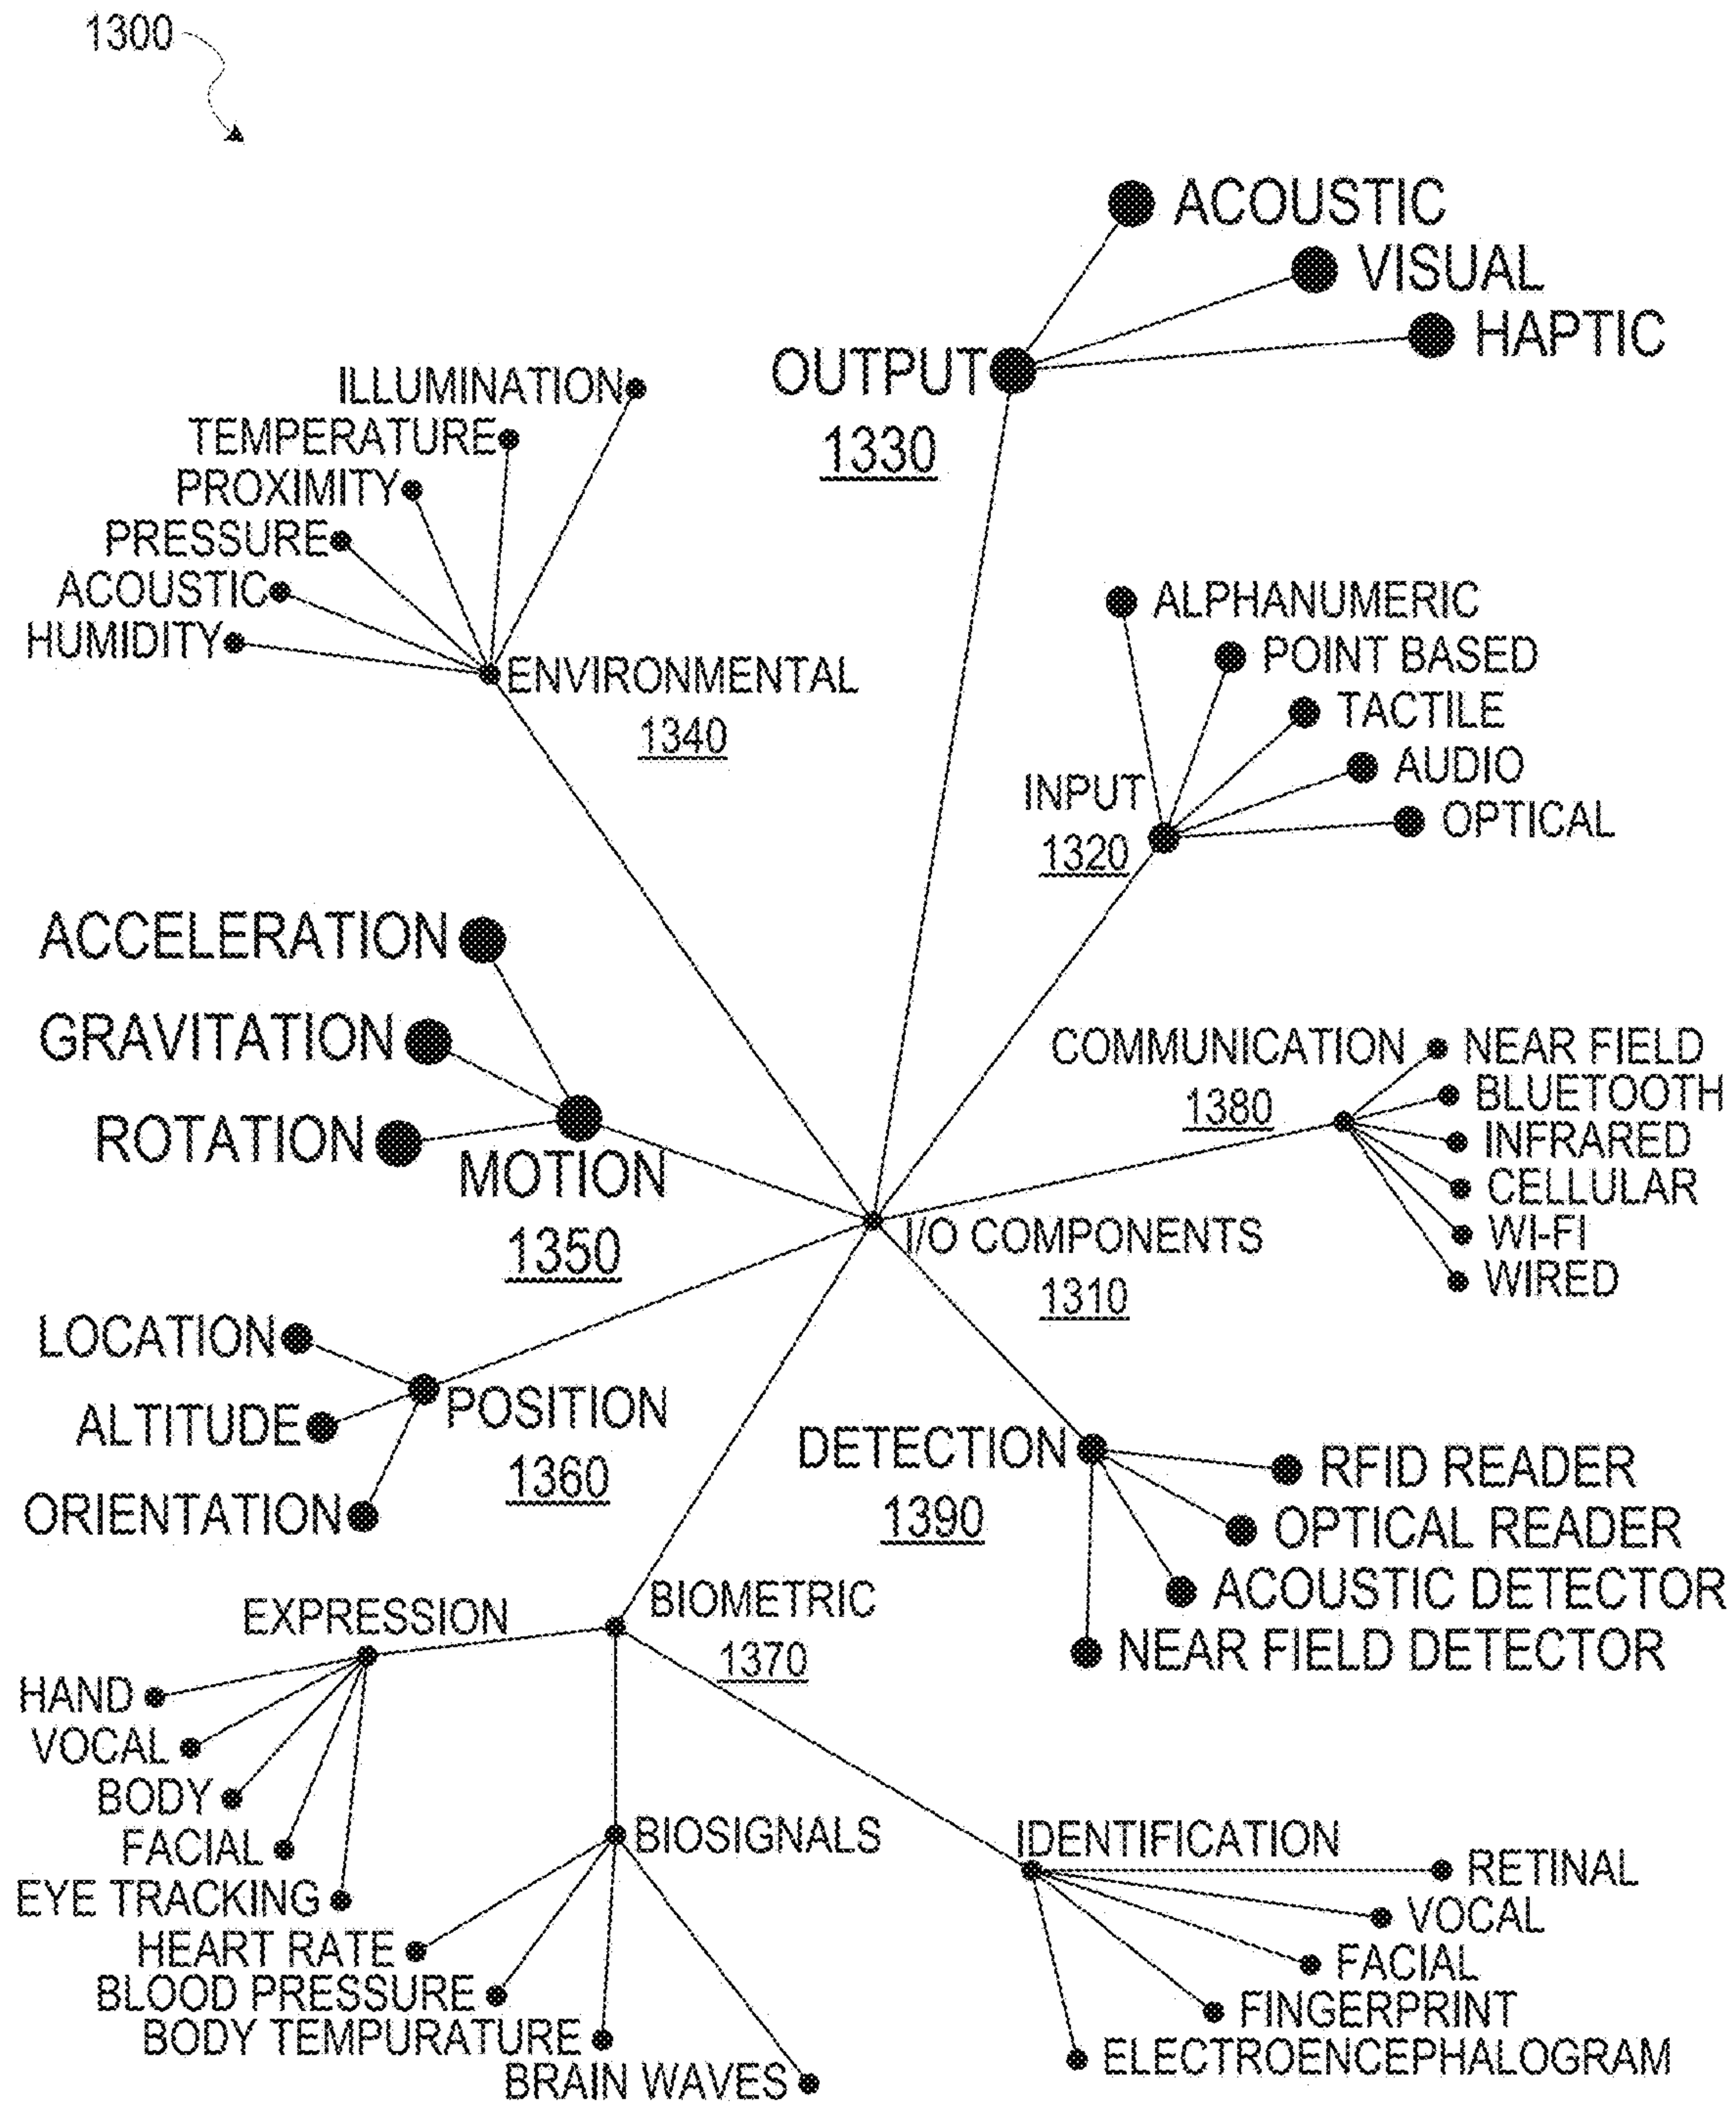 1300
ACOUSTIC
VISUAL
HAPTIC
OUTPUT
1330
ILLUMINATION
TEMPERATURE
PROXIMITY
PRESSURE
ACOUSTIC
HUMIDITY
ENVIRONMENTAL
1340
ALPHANUMERIC
POINT BASED
TACTILE
AUDIO
OPTICAL
INPUT
1320
ACCELERATION
GRAVITATION
ROTATION
MOTION
1350
COMMUNICATION
1380
NEAR FIELD
BLUETOOTH
INFRARED
CELLULAR
WI-FI
WIRED
I/O COMPONENTS
1310
LOCATION
ALTITUDE
ORIENTATION
POSITION
1360
DETECTION
1390
RFID READER
OPTICAL READER
ACOUSTIC DETECTOR
NEAR FIELD DETECTOR
BIOMETRIC
1370
EXPRESSION
HAND
VOCAL
BODY
FACIAL
EYE TRACKING
BIOSIGNALS
HEART RATE
BLOOD PRESSURE
BODY TEMPURATURE
BRAIN WAVES
IDENTIFICATION
RETINAL
VOCAL
FACIAL
FINGERPRINT
ELECTROENCEPHALOGRAM